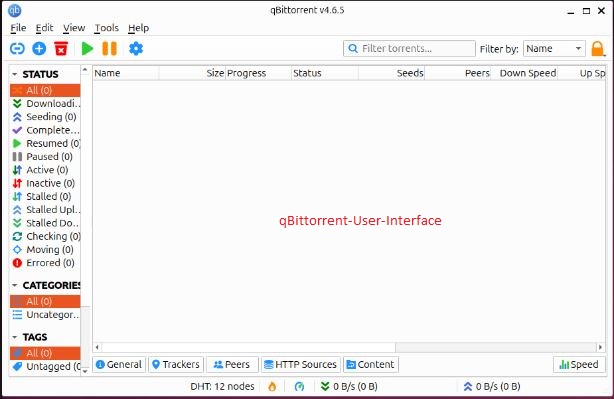 qb qBittorrent v4.6.5
File Edit View Tools Help
Filter torrents... Filter by: Name
STATUS
All (0)
Downloadi...
Seeding (0)
Complete...
Resumed (0)
Paused (0)
Active (0)
Inactive (0)
Stalled (0)
Stalled Upl...
Stalled Do...
Checking (0)
Moving (0)
Errored (0)
CATEGORIES
All (0)
Uncategor...
TAGS
All (0)
Untagged (0
Name Size Progress Status Seeds Peers Down Speed Up Sp
qBittorrent-User-Interface
General Trackers Peers HTTP Sources Content Speed
DHT: 12 nodes 0 B/s (0 B) 0 B/s (0 B)